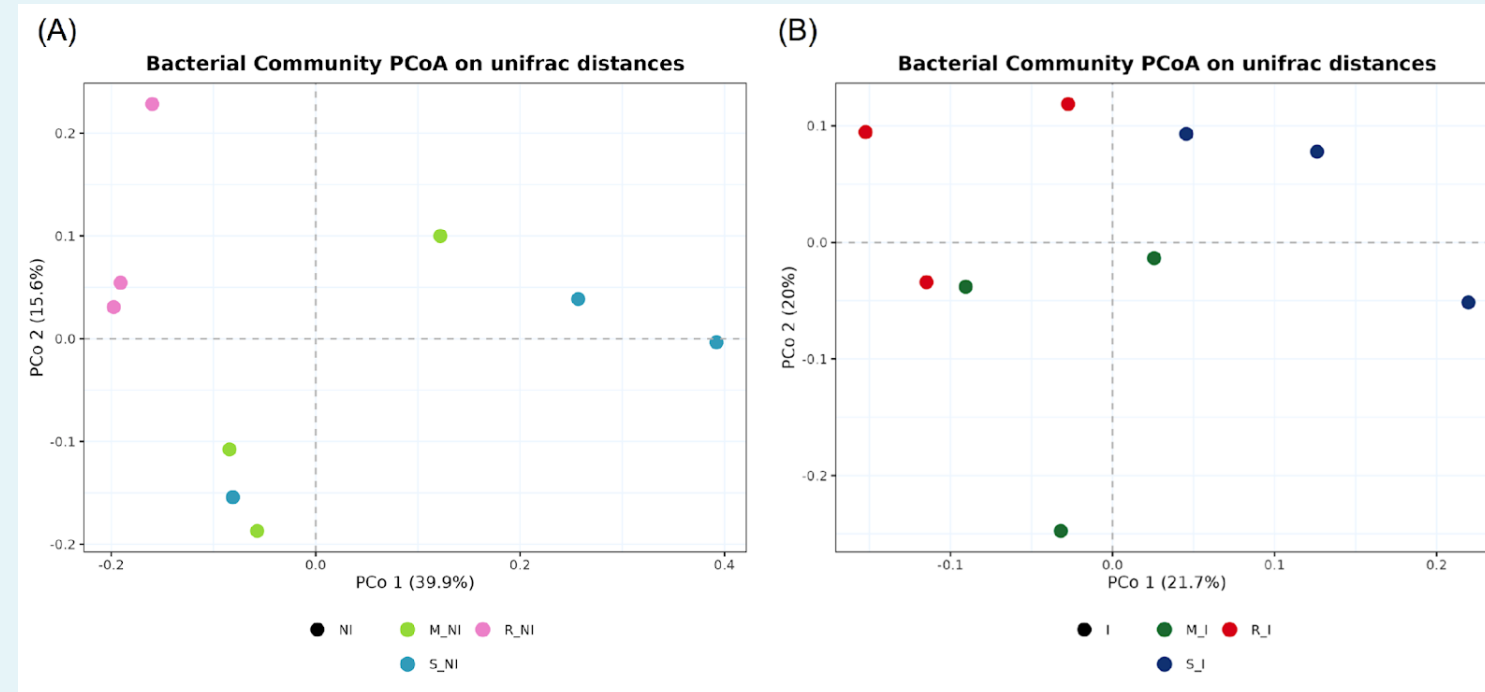 (A)
Bacterial Community PCoA on unifrac distances
0.2
0.1
0.0
-0.1
-0.2
PCo 2 (15.6%)
-0.2
0.0
0.2
0.4
PCo 1 (39.9%)
NI
M_NI
R_NI
S_NI
(B)
Bacterial Community PCoA on unifrac distances
0.1
0.0
-0.1
-0.2
PCo 2 (20%)
-0.1
0.0
0.1
0.2
PCo 1 (21.7%)
I
M_I
R_I
S_I